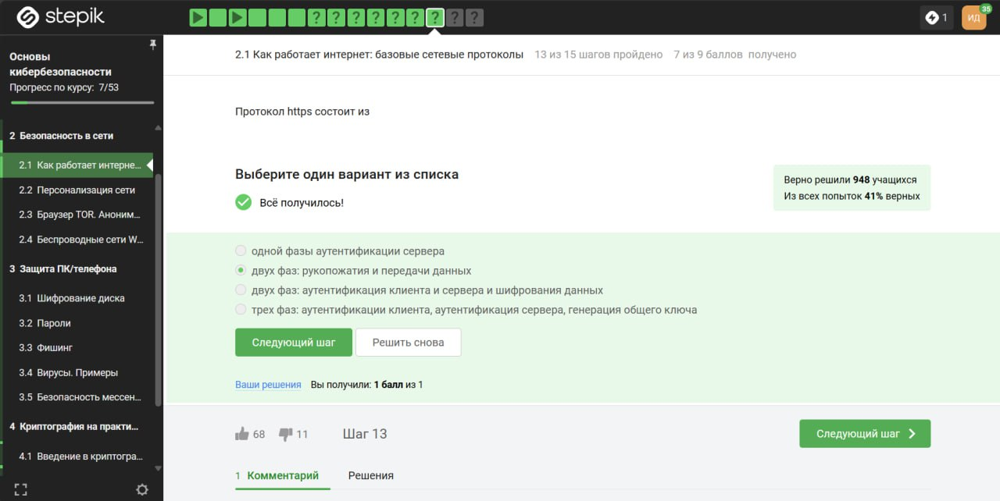 stepik
? ? ? ? ? ? ? ? ?
1
ИД
35
Основы
кибербезопасности
Прогресс по курсу: 7/53
2 Безопасность в сети
2.1 Как работает интерне...
2.2 Персонализация сети
2.3 Браузер TOR. Аноним...
2.4 Беспроводные сети W...
3 Защита ПК/телефона
3.1 Шифрование диска
3.2 Пароли
3.3 Фишинг
3.4 Вирусы. Примеры
3.5 Безопасность мессен...
4 Криптография на практи...
4.1 Введение в криптогра...
2.1 Как работает интернет: базовые сетевые протоколы 13 из 15 шагов пройдено 7 из 9 баллов получено
Протокол https состоит из
Выберите один вариант из списка
Всё получилось!
Верно решили 948 учащихся
Из всех попыток 41% верных
одной фазы аутентификации сервера
двух фаз: рукопожатия и передачи данных
двух фаз: аутентификация клиента и сервера и шифрования данных
трех фаз: аутентификации клиента, аутентификация сервера, генерация общего ключа
Следующий шаг
Решить снова
Ваши решения Вы получили: 1 балл из 1
68 11 Шаг 13
Следующий шаг
1 Комментарий Решения